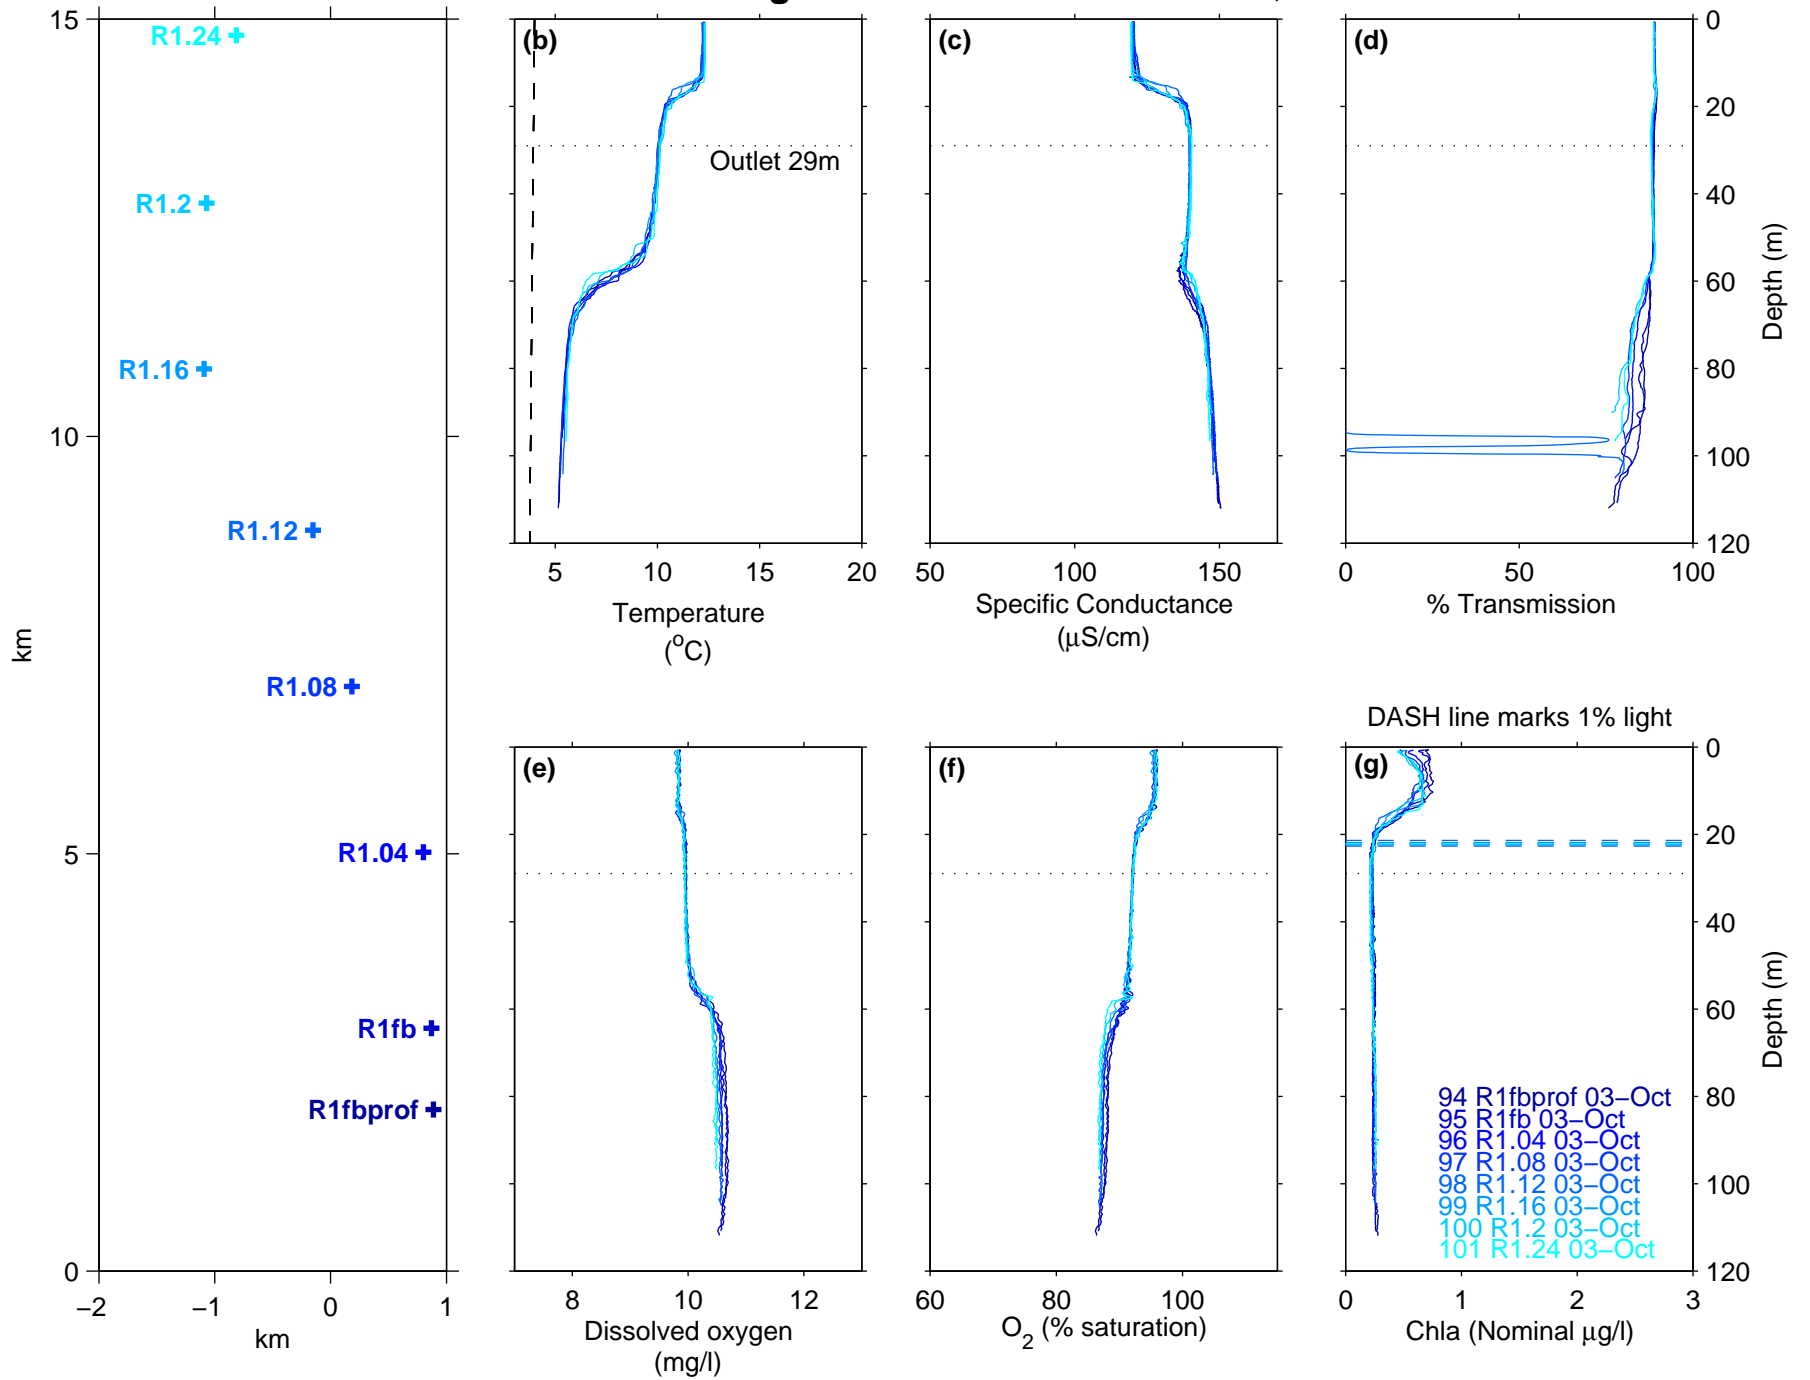 15
10
5
0
km
−2
−1
0
1
km
R1.24
R1.2
R1.16
R1.12
R1.08
R1.04
R1fb
R1fbprof
(b)
Outlet 29m
5
10
15
20
Temperature
(°C)
(c)
50
100
150
Specific Conductance
(μS/cm)
(d)
0
50
100
% Transmission
0
20
40
60
80
100
120
Depth (m)
(e)
8
10
12
Dissolved oxygen
(mg/l)
(f)
60
80
100
O2 (% saturation)
DASH line marks 1% light
(g)
94 R1fbprof 03−Oct
95 R1fb 03−Oct
96 R1.04 03−Oct
97 R1.08 03−Oct
98 R1.12 03−Oct
99 R1.16 03−Oct
100 R1.2 03−Oct
101 R1.24 03−Oct
0
1
2
3
Chla (Nominal μg/l)
0
20
40
60
80
100
120
Depth (m)